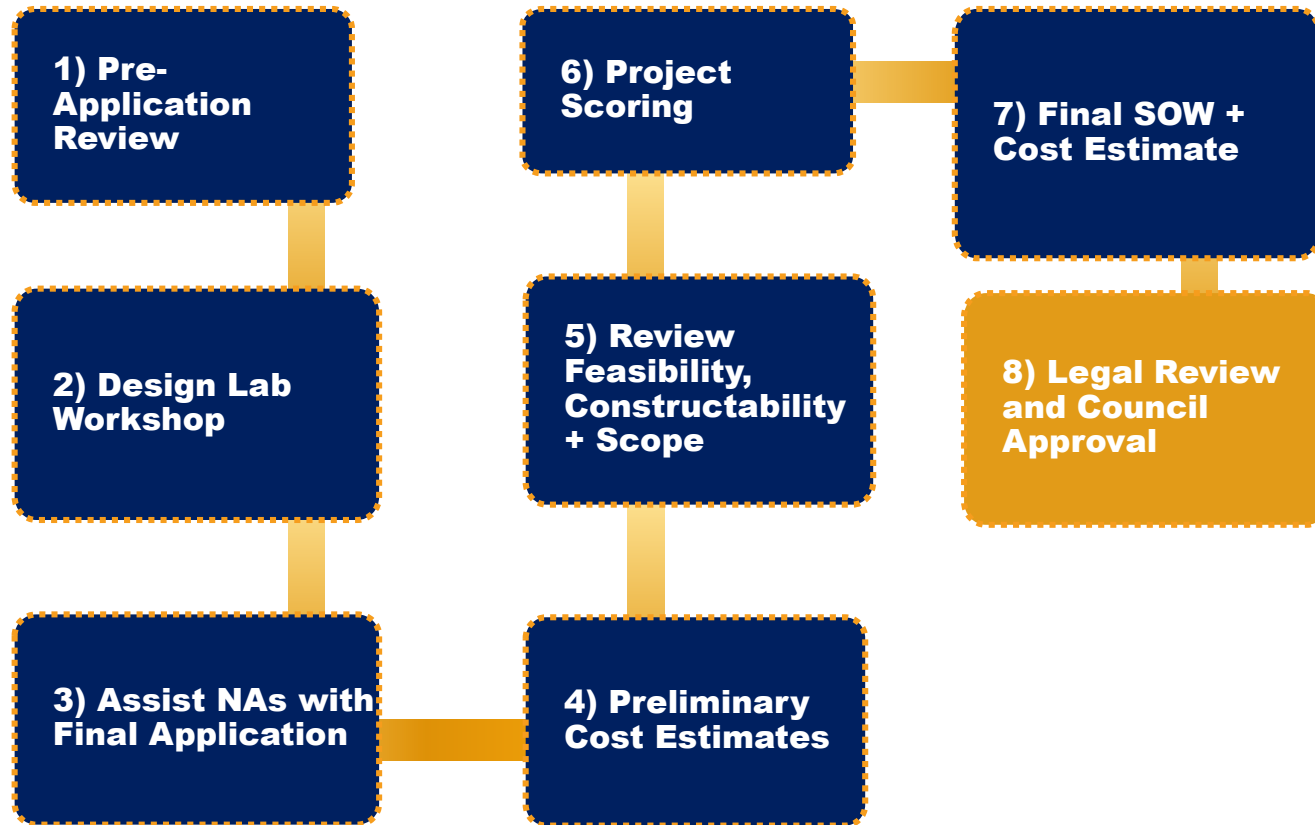 1) Pre-
Application
Review
2) Design Lab
Workshop
3) Assist NAs with
Final Application
4) Preliminary
Cost Estimates
5) Review
Feasibility,
Constructability
+ Scope
6) Project
Scoring
7) Final SOW +
Cost Estimate
8) Legal Review
and Council
Approval